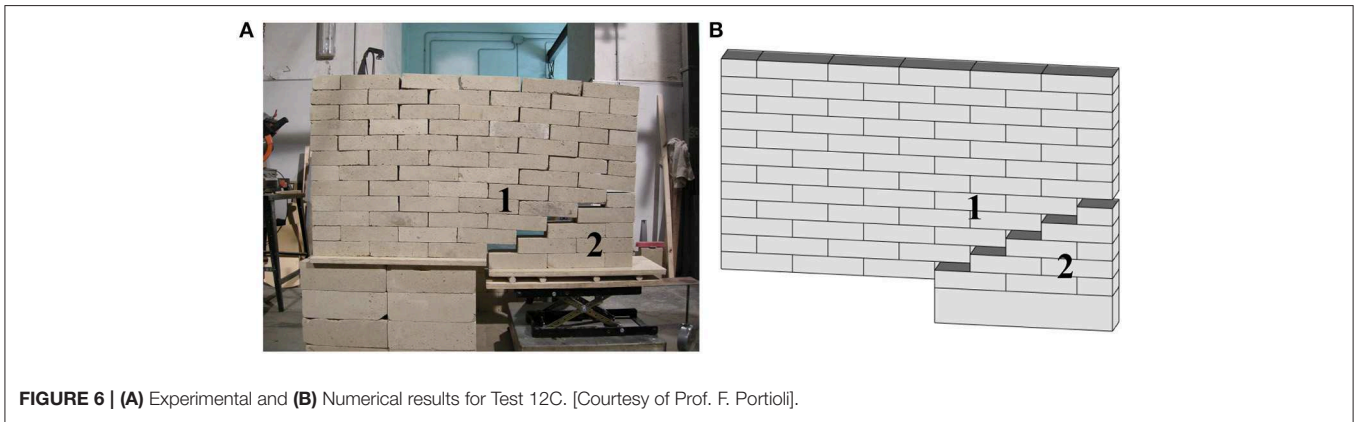 A
B
1
2
1
2
FIGURE 6 | (A) Experimental and (B) Numerical results for Test 12C. [Courtesy of Prof. F. Portioli].